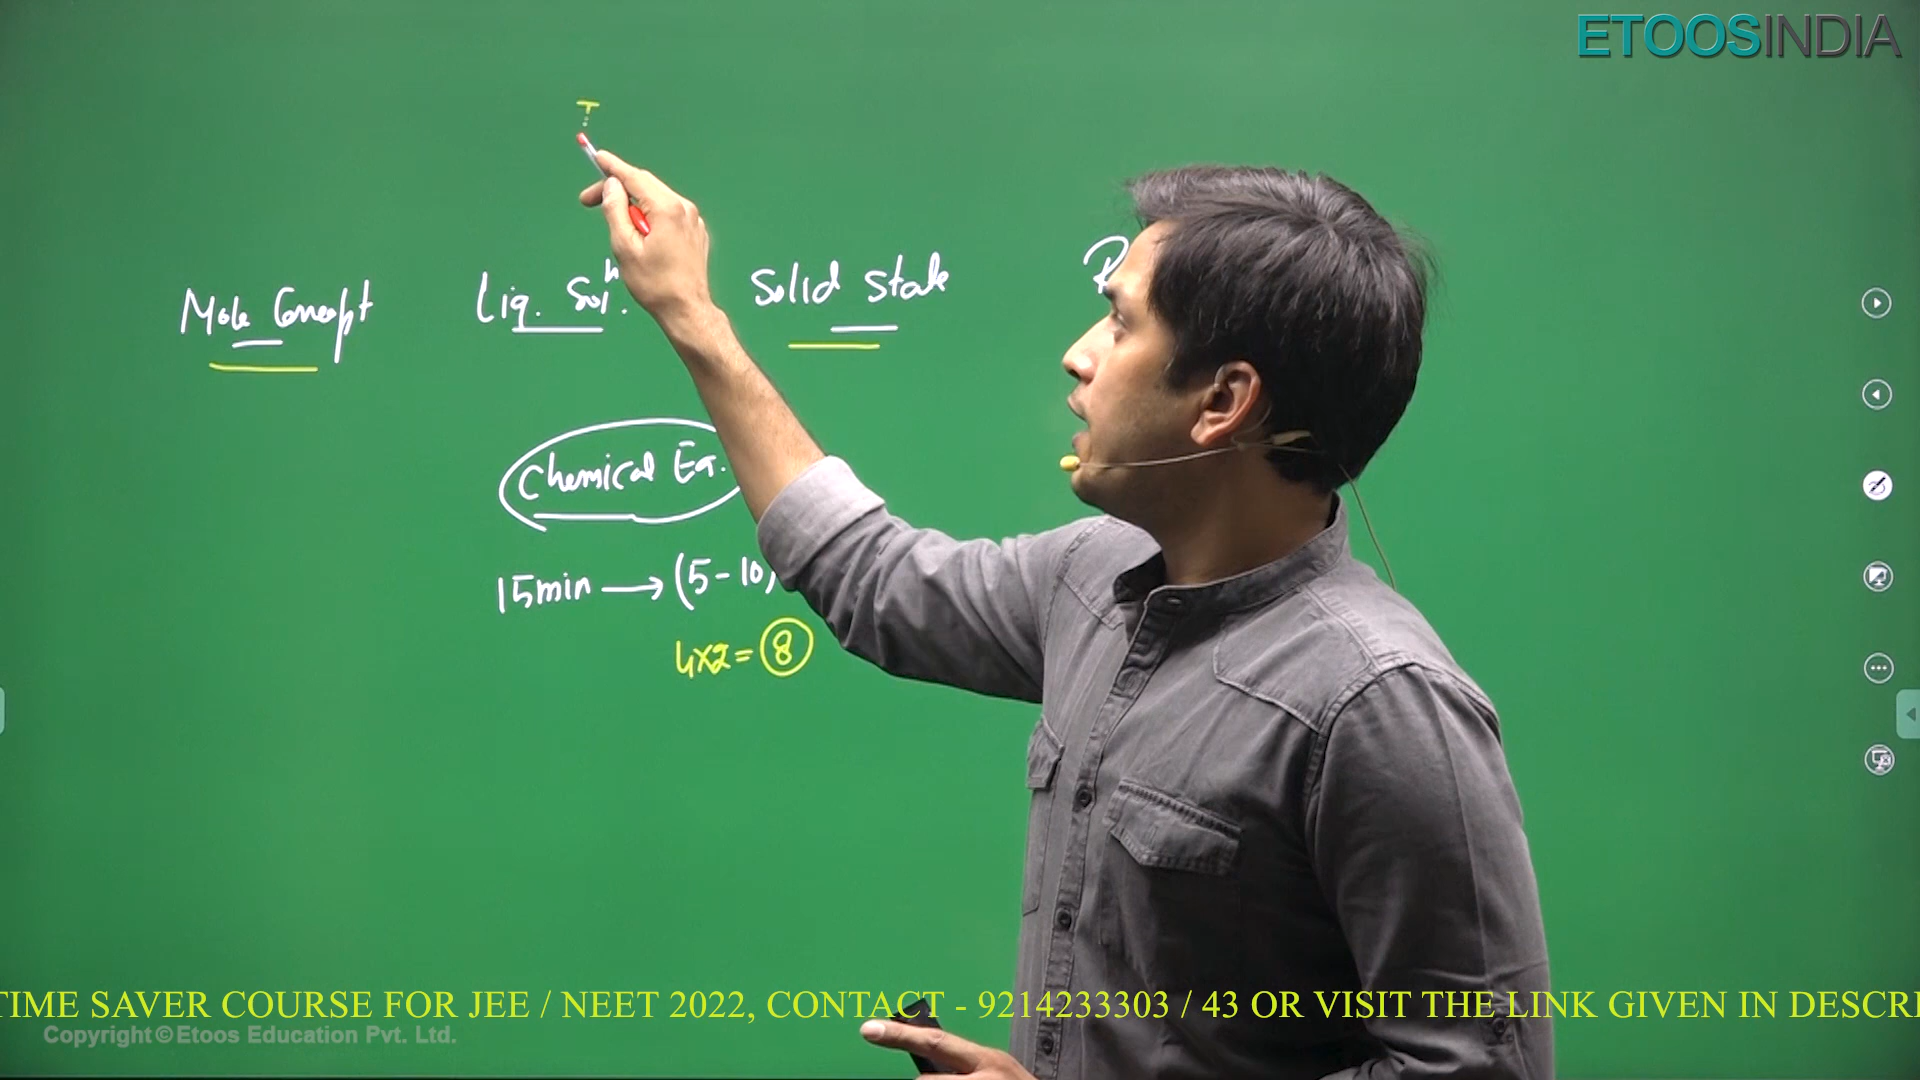 ETOOSINDIA
Mole Concept Liq. Solⁿ. Solid State
Chemical Eq.
15min → (5-10)
4x2 = 8
TIME SAVER COURSE FOR JEE / NEET 2022, CONTACT - 9214233303 / 43 OR VISIT THE LINK GIVEN IN DESCRI
Copyright © Etoos Education Pvt. Ltd.